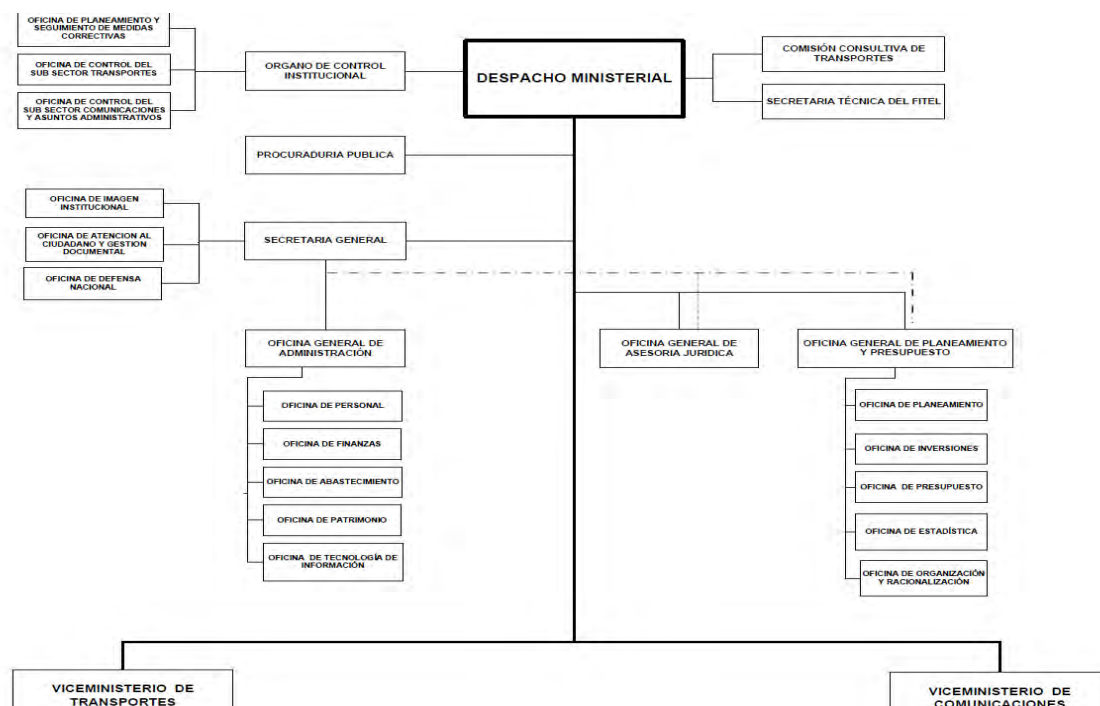 OFICINA DE PLANEAMIENTO Y
SEGUIMIENTO DE MEDIDAS
CORRECTIVAS
OFICINA DE CONTROL DEL
SUB SECTOR TRANSPORTES
OFICINA DE CONTROL DEL
SUB SECTOR COMUNICACIONES
Y ASUNTOS ADMINISTRATIVOS
ORGANO DE CONTROL
INSTITUCIONAL
DESPACHO MINISTERIAL
COMISIÓN CONSULTIVA DE
TRANSPORTES
SECRETARIA TÉCNICA DEL FITEL
PROCURADURIA PUBLICA
OFICINA DE IMAGEN
INSTITUCIONAL
OFICINA DE ATENCION AL
CIUDADANO Y GESTION
DOCUMENTAL
OFICINA DE DEFENSA
NACIONAL
SECRETARIA GENERAL
OFICINA GENERAL DE
ADMINISTRACIÓN
OFICINA GENERAL DE
ASESORIA JURIDICA
OFICINA GENERAL DE PLANEAMIENTO
Y PRESUPUESTO
OFICINA DE PERSONAL
OFICINA DE FINANZAS
OFICINA DE ABASTECIMIENTO
OFICINA DE PATRIMONIO
OFICINA DE TECNOLOGÍA DE
INFORMACIÓN
OFICINA DE PLANEAMIENTO
OFICINA DE INVERSIONES
OFICINA DE PRESUPUESTO
OFICINA DE ESTADÍSTICA
OFICINA DE ORGANIZACIÓN
Y RACIONALIZACIÓN
VICEMINISTERIO DE
TRANSPORTES
VICEMINISTERIO DE
COMUNICACIONES